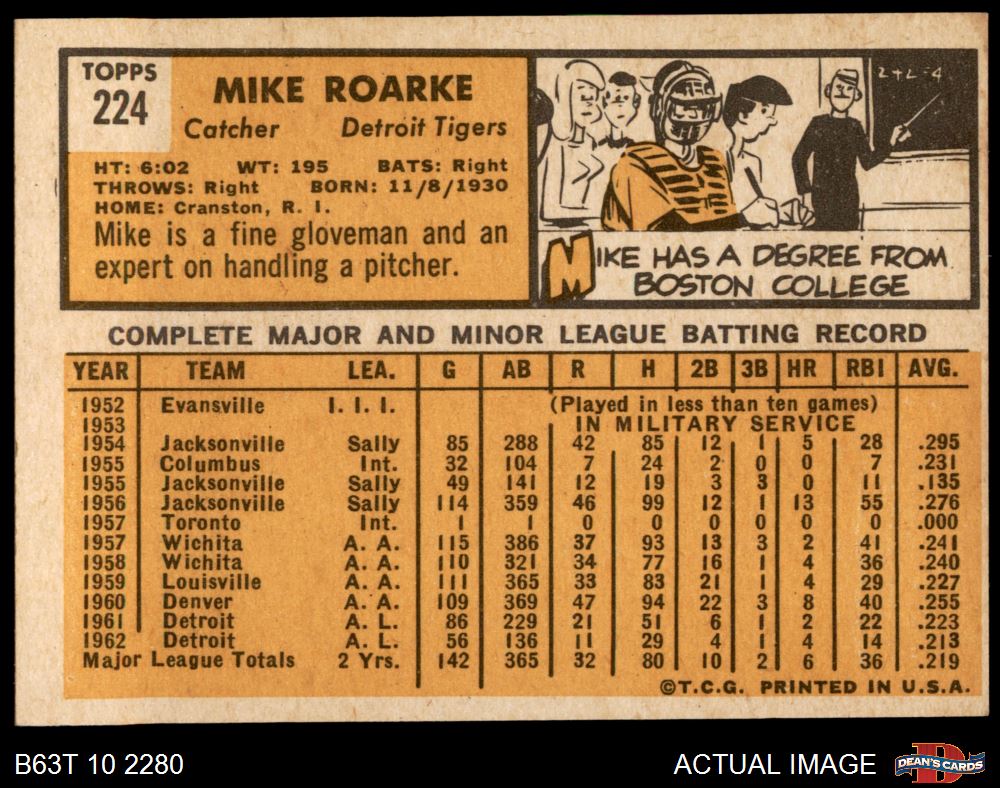 TOPPS
224
MIKE ROARKE
Catcher Detroit Tigers
HT: 6:02 WT: 195 BATS: Right
THROWS: Right BORN: 11/8/1930
HOME: Cranston, R. I.
Mike is a fine gloveman and an
expert on handling a pitcher.
2+2=4
MIKE HAS A DEGREE FROM
BOSTON COLLEGE
COMPLETE MAJOR AND MINOR LEAGUE BATTING RECORD
YEAR TEAM LEA. G AB R H 2B 3B HR RBI AVG.
1952 Evansville I. I. I. (Played in less than ten games)
1953 IN MILITARY SERVICE
1954 Jacksonville Sally 85 288 42 85 12 1 5 28 .295
1955 Columbus Int. 32 104 7 24 2 0 0 7 .231
1955 Jacksonville Sally 49 141 12 19 3 3 0 11 .135
1956 Jacksonville Sally 114 359 46 99 12 1 13 55 .276
1957 Toronto Int. 1 1 0 0 0 0 0 0 .000
1957 Wichita A. A. 115 386 37 93 13 3 2 41 .241
1958 Wichita A. A. 110 321 34 77 16 1 4 36 .240
1959 Louisville A. A. 111 365 33 83 21 1 4 29 .227
1960 Denver A. A. 109 369 47 94 22 3 8 40 .255
1961 Detroit A. L. 86 229 21 51 6 1 2 22 .223
1962 Detroit A. L. 56 136 11 29 4 1 4 14 .213
Major League Totals 2 Yrs. 142 365 32 80 10 2 6 36 .219
©T.C.G. PRINTED IN U.S.A.
B63T 10 2280 ACTUAL IMAGE DEAN'S CARDS